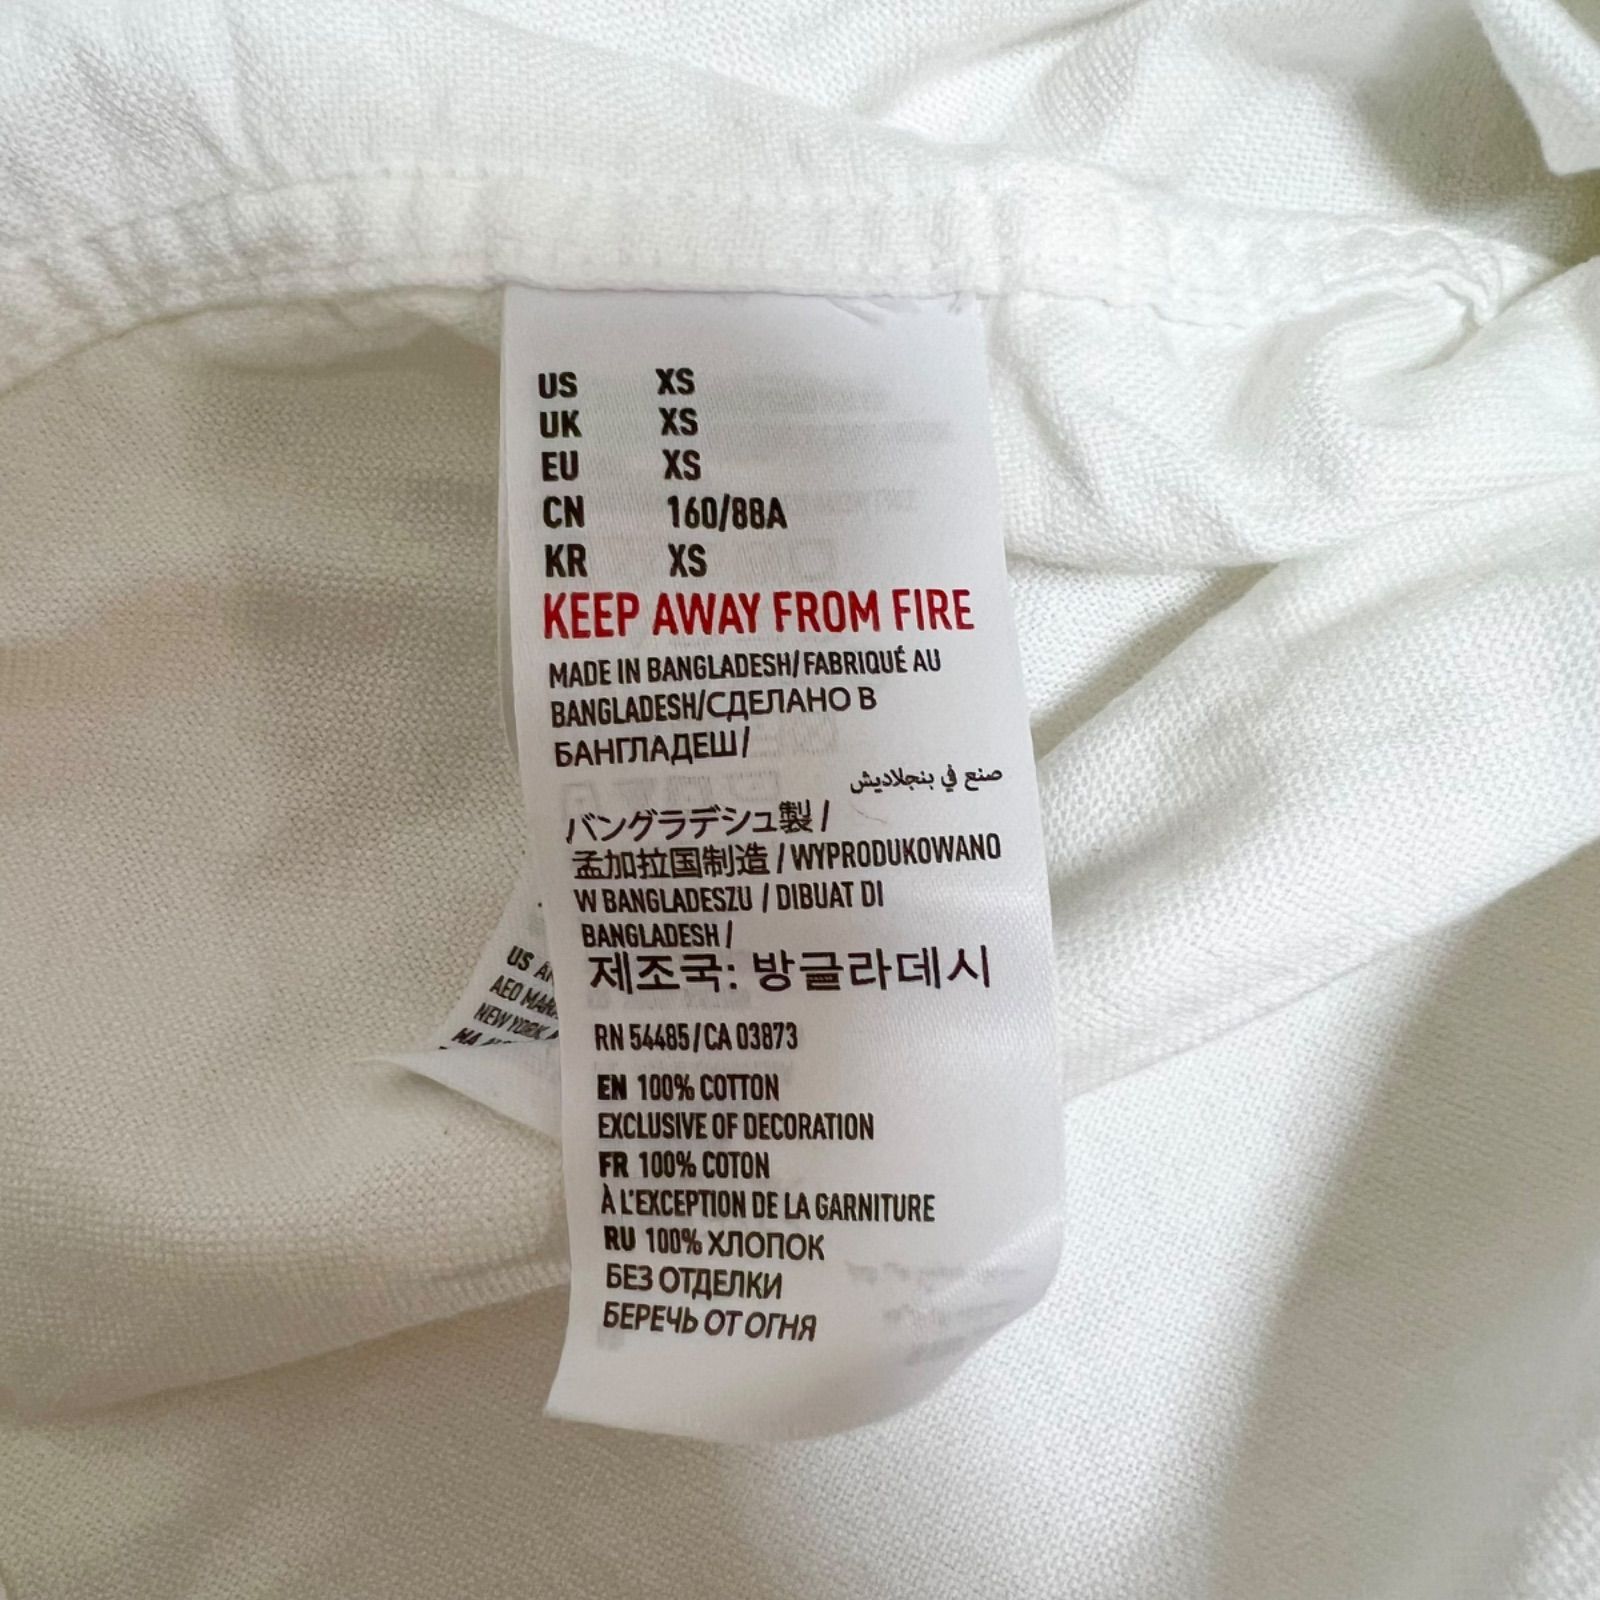 US XS
UK XS
EU XS
CN 160/88A
KR XS
KEEP AWAY FROM FIRE
MADE IN BANGLADESH/FABRIQUÉ AU
BANGLADESH/СДЕЛАНО В
БАНГЛАДЕШ/
صنع في بنجلاديش
バングラデシュ製/
孟加拉国制造/WYPRODUKOWANO
W BANGLADESZU / DIBUAT DI
BANGLADESH /
제조국: 방글라데시
RN 54485/CA 03873
EN 100% COTTON
EXCLUSIVE OF DECORATION
FR 100% COTON
À L'EXCEPTION DE LA GARNITURE
RU 100% ХЛОПОК
БЕЗ ОТДЕЛКИ
БЕРЕЧЬ ОТ ОГНЯ
US
AEO
NEW YORK